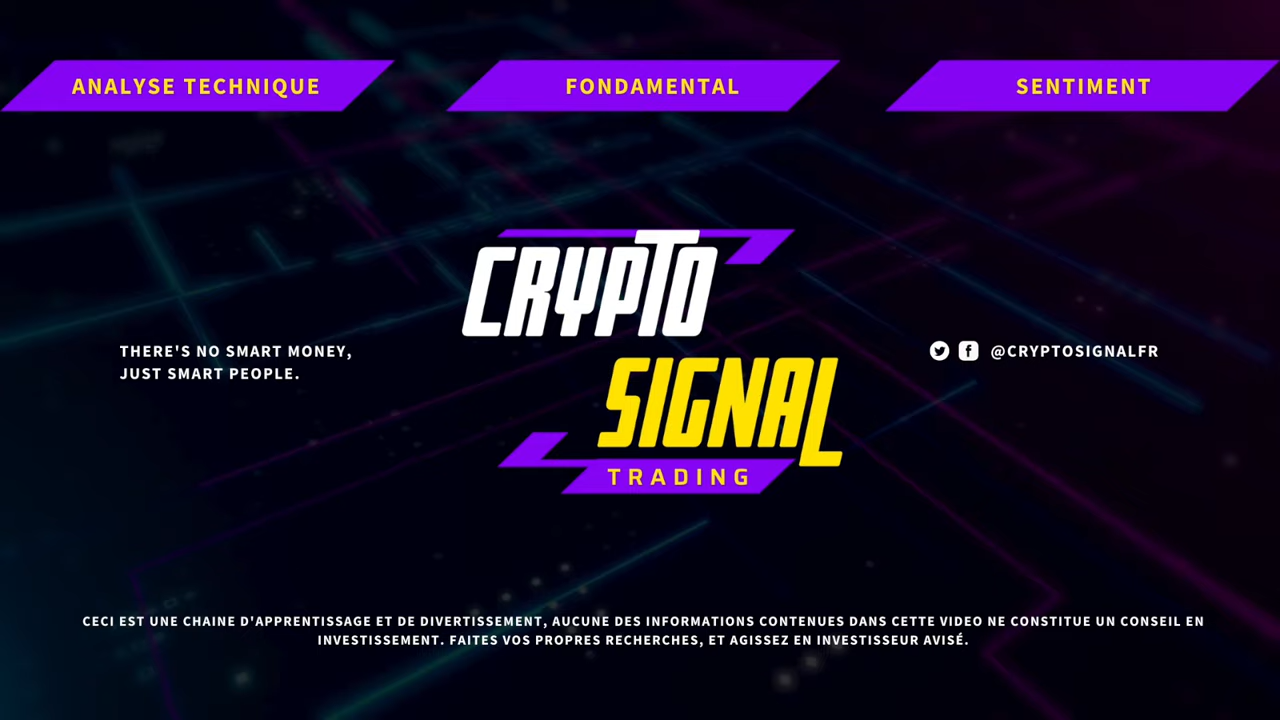 ANALYSE TECHNIQUE
FONDAMENTAL
SENTIMENT
CRYPTO
SIGNAL
TRADING
THERE'S NO SMART MONEY,
JUST SMART PEOPLE.
@CRYPTOSIGNALFR
CECI EST UNE CHAINE D'APPRENTISSAGE ET DE DIVERTISSEMENT, AUCUNE DES INFORMATIONS CONTENUES DANS CETTE VIDEO NE CONSTITUE UN CONSEIL EN
INVESTISSEMENT. FAITES VOS PROPRES RECHERCHES, ET AGISSEZ EN INVESTISSEUR AVISÉ.